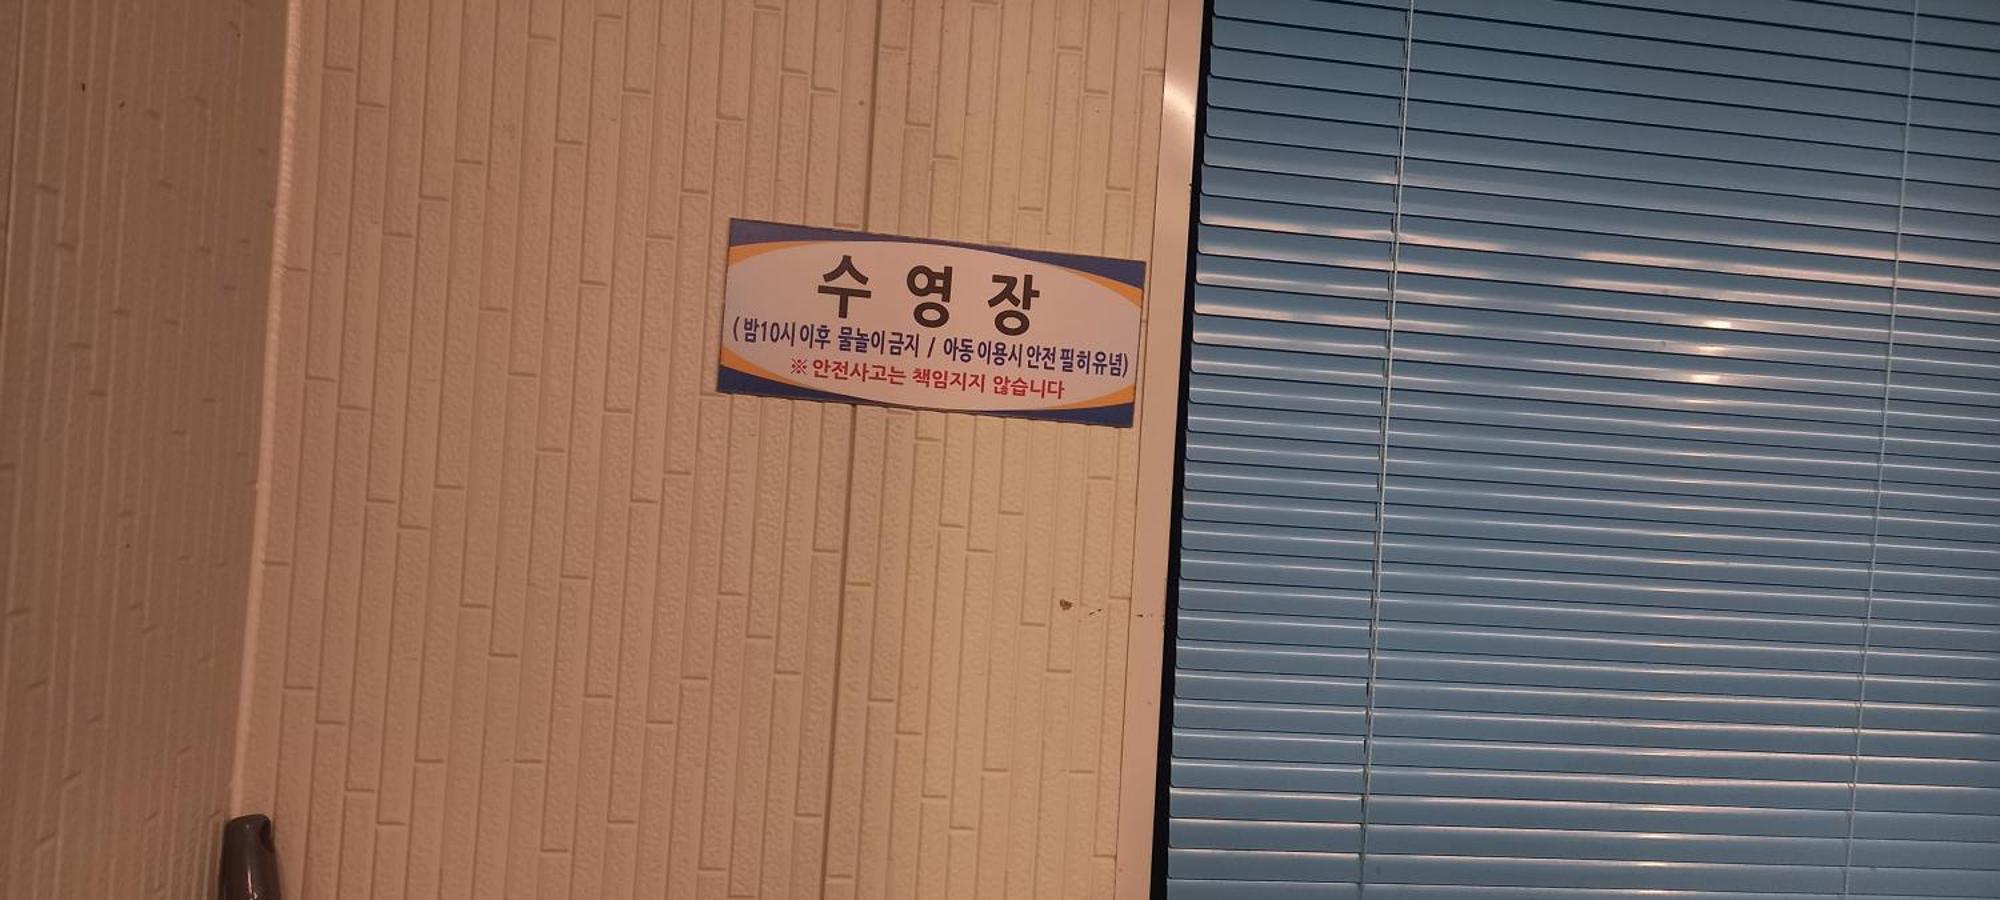 수영장
(밤10시 이후 물놀이 금지 / 아동 이용시 안전 필히 유념)
※ 안전사고는 책임지지 않습니다